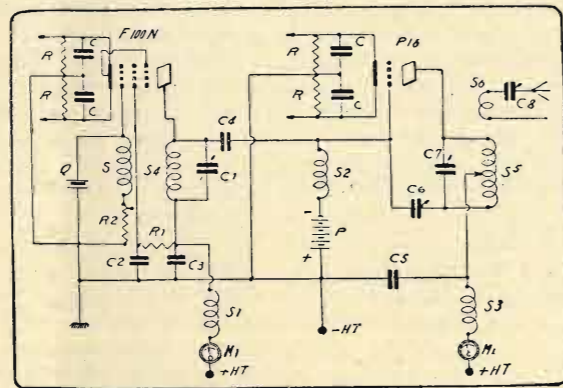 F100N
P16
C
R
R
C
C
R
R
C
S6
C8
C4
Q
S
S4
C1
S2
C7
S5
C6
R2
R1
-
P
C2
C3
+
C5
S1
S3
-HT
M1
+HT
+HT